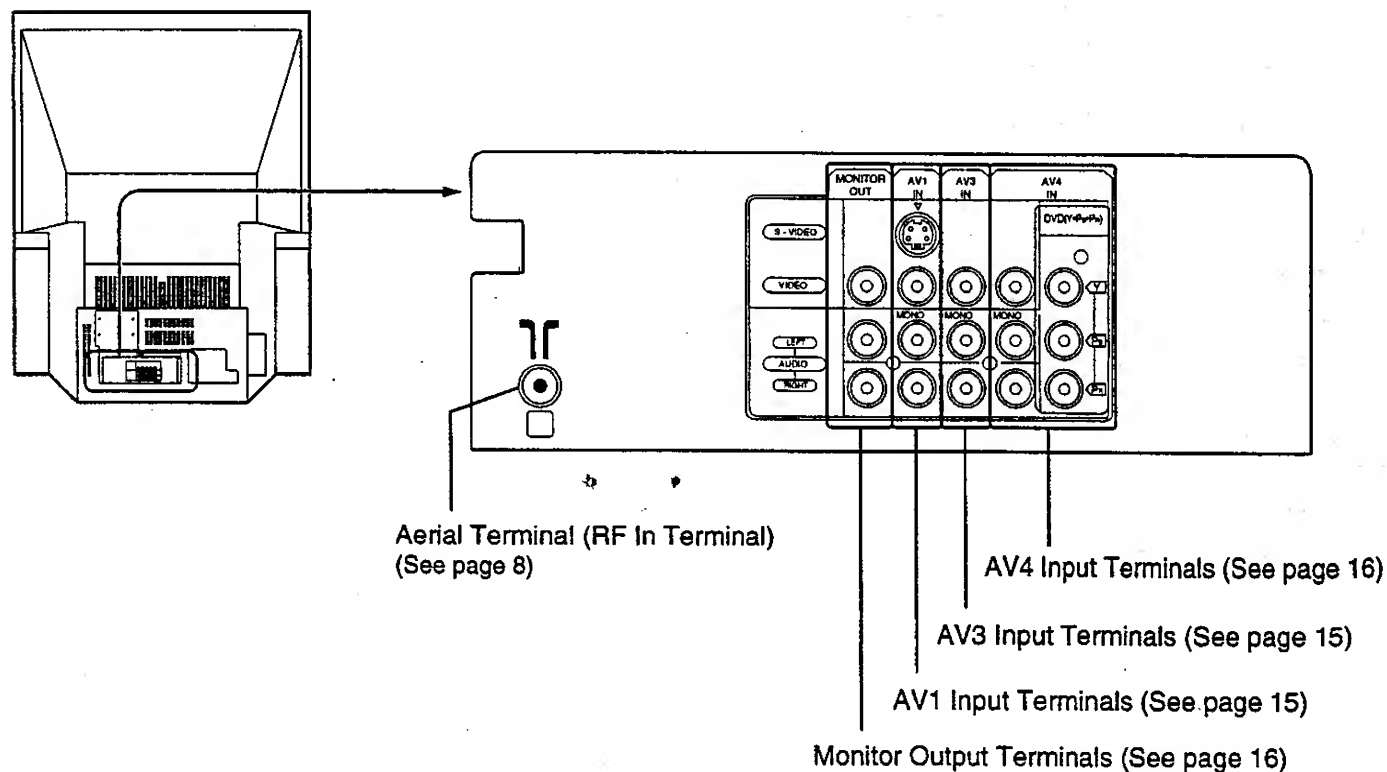 MONITOR OUT
AV1 IN
AV3 IN
AV4 IN
S - VIDEO
VIDEO
Y
MONO
MONO
MONO
LEFT
AUDIO
RIGHT
Aerial Terminal (RF In Terminal)
(See page 8)
AV4 Input Terminals (See page 16)
AV3 Input Terminals (See page 15)
AV1 Input Terminals (See page 15)
Monitor Output Terminals (See page 16)